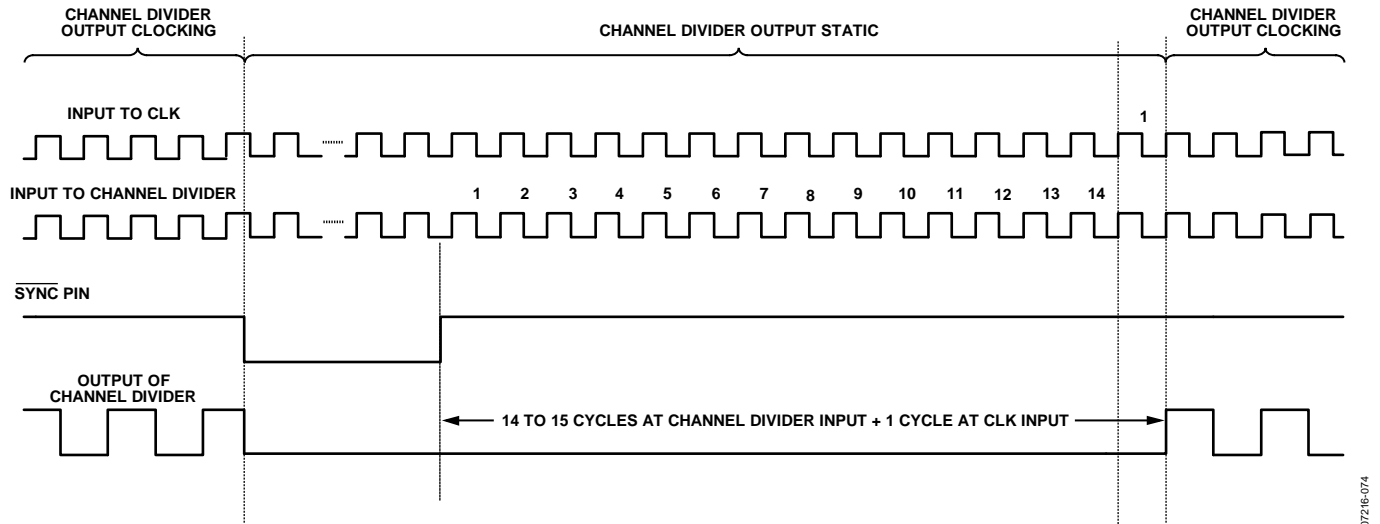 CHANNEL DIVIDER
OUTPUT CLOCKING
CHANNEL DIVIDER OUTPUT STATIC
CHANNEL DIVIDER
OUTPUT CLOCKING
INPUT TO CLK
1
INPUT TO CHANNEL DIVIDER
1 2 3 4 5 6 7 8 9 10 11 12 13 14
SYNC PIN
OUTPUT OF
CHANNEL DIVIDER
14 TO 15 CYCLES AT CHANNEL DIVIDER INPUT + 1 CYCLE AT CLK INPUT
07216-074